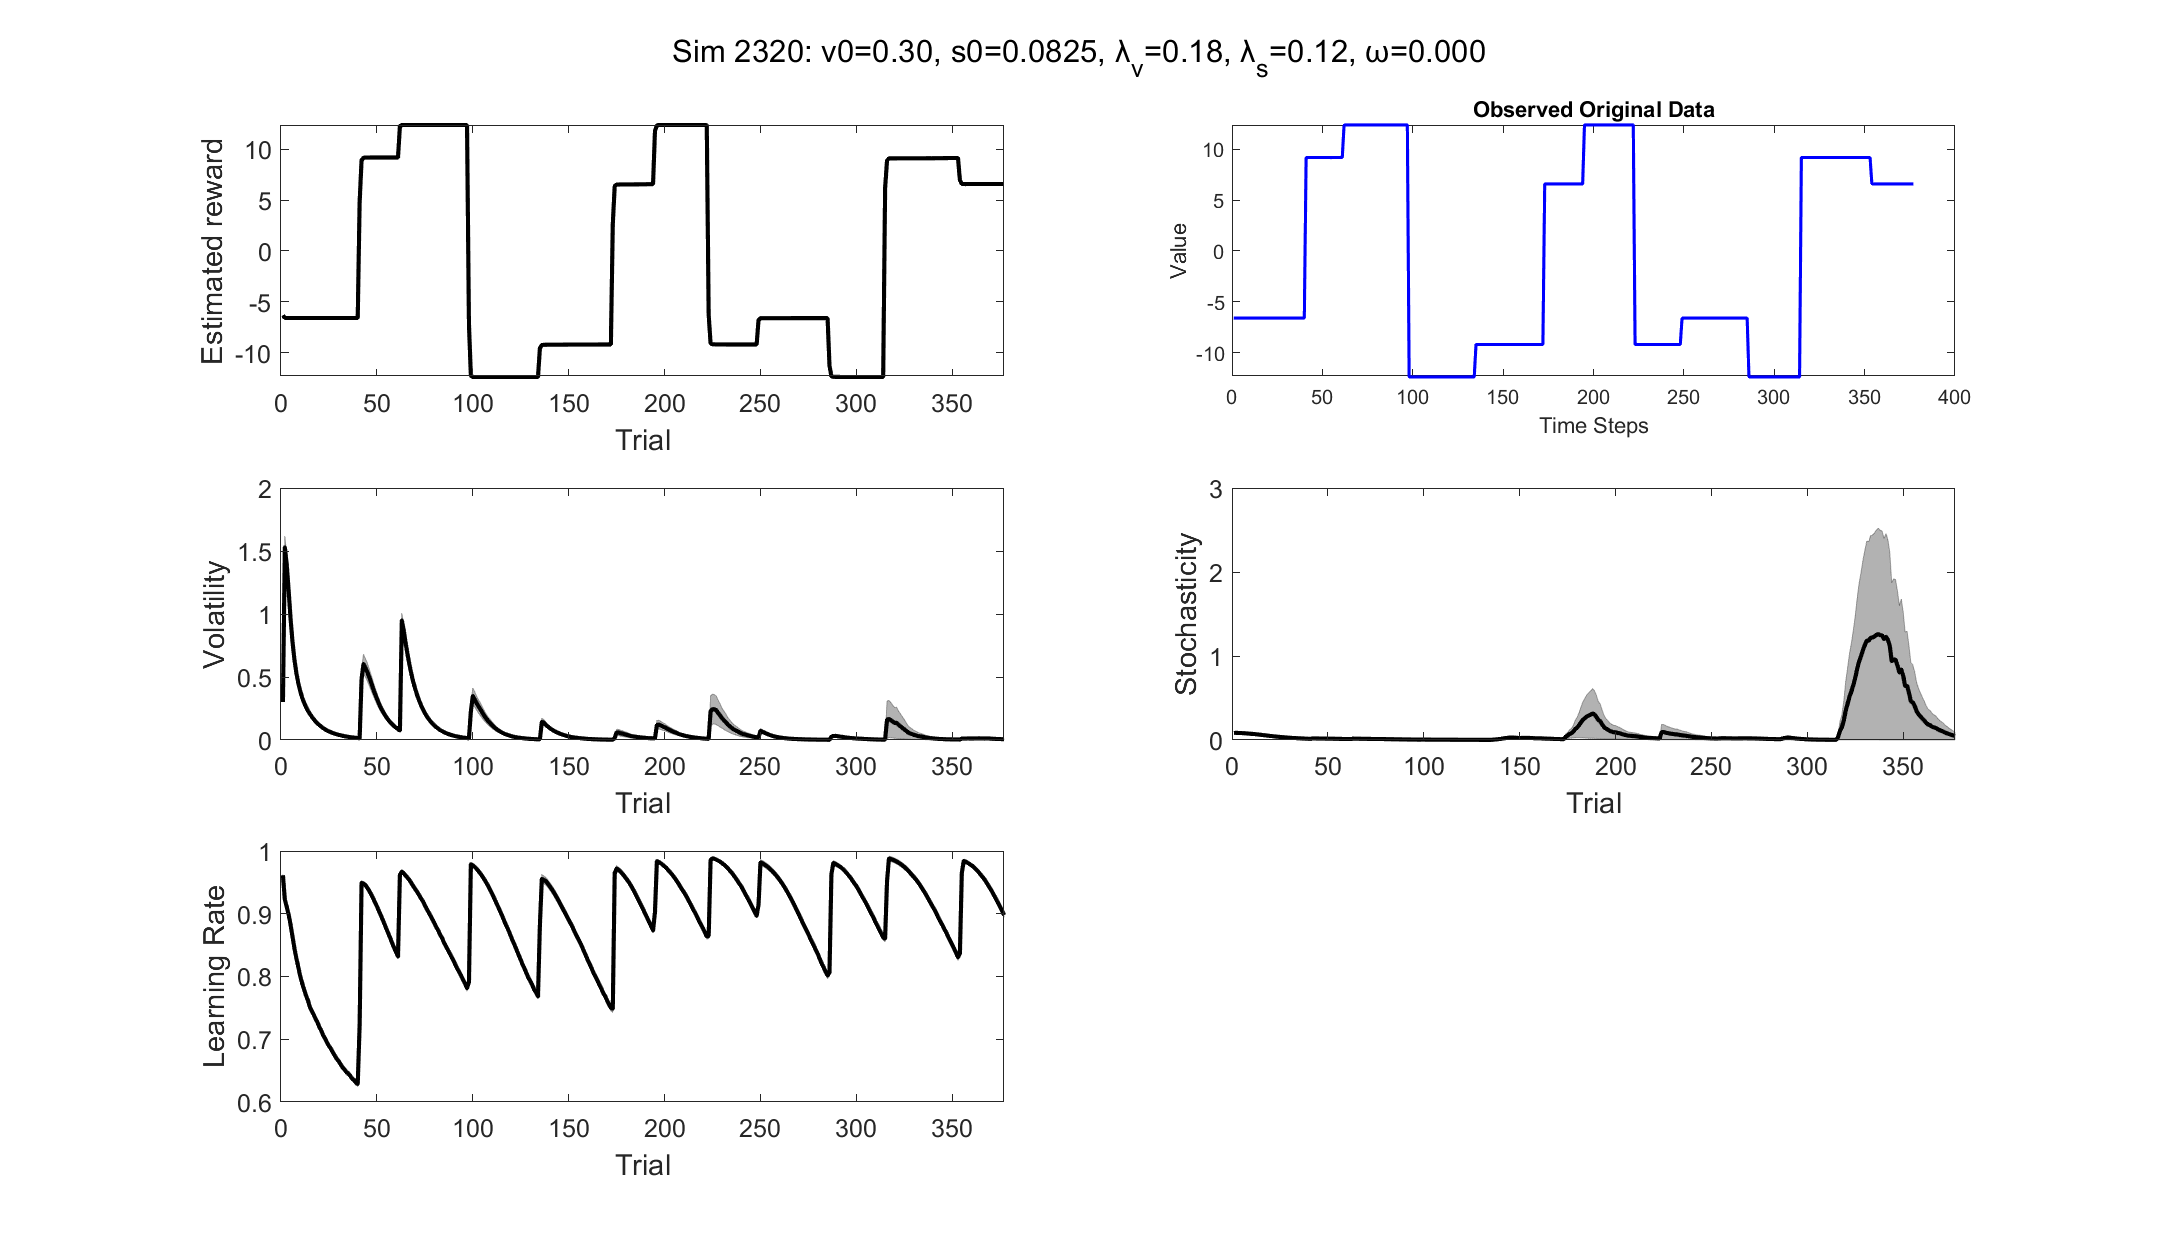 Sim 2320: v0=0.30, s0=0.0825, λv=0.18, λs=0.12, ω=0.000
Estimated reward
10
5
0
-5
-10
0 50 100 150 200 250 300 350
Trial
Observed Original Data
Value
10
5
0
-5
-10
0 50 100 150 200 250 300 350 400
Time Steps
Volatility
2
1.5
1
0.5
0
0 50 100 150 200 250 300 350
Trial
Stochasticity
3
2
1
0
0 50 100 150 200 250 300 350
Trial
Learning Rate
1
0.9
0.8
0.7
0.6
0 50 100 150 200 250 300 350
Trial